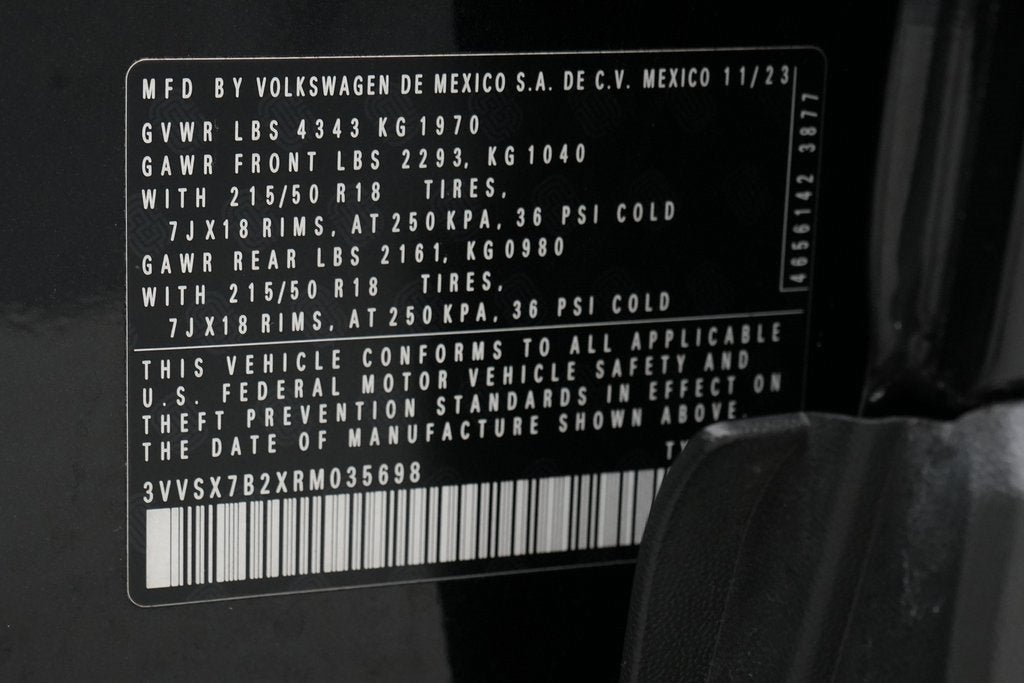 MFD BY VOLKSWAGEN DE MEXICO S.A. DE C.V. MEXICO 11/23
GVWR LBS 4343 KG 1970
GAWR FRONT LBS 2293, KG 1040
WITH 215/50 R18 TIRES,
7J X18 RIMS, AT 250 KPA, 36 PSI COLD
GAWR REAR LBS 2161, KG 0980
WITH 215/50 R18 TIRES,
7J X18 RIMS, AT 250 KPA, 36 PSI COLD
4656142 3877
THIS VEHICLE CONFORMS TO ALL APPLICABLE
U.S. FEDERAL MOTOR VEHICLE SAFETY AND
THEFT PREVENTION STANDARDS IN EFFECT ON
THE DATE OF MANUFACTURE SHOWN ABOVE.
3VVSX7B2XRM035698